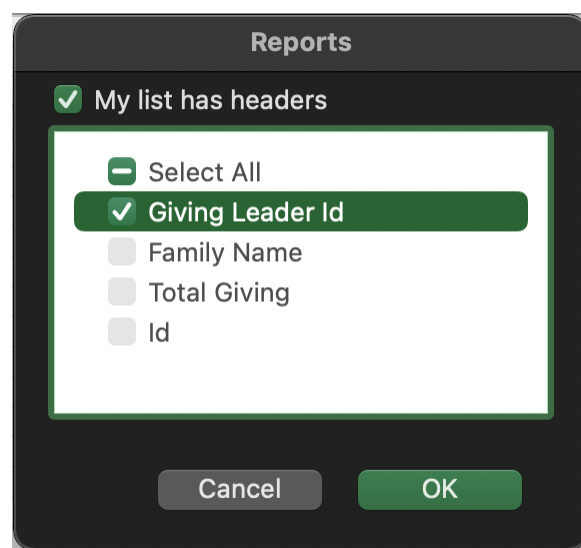 Reports
My list has headers
Select All
Giving Leader Id
Family Name
Total Giving
Id
Cancel OK